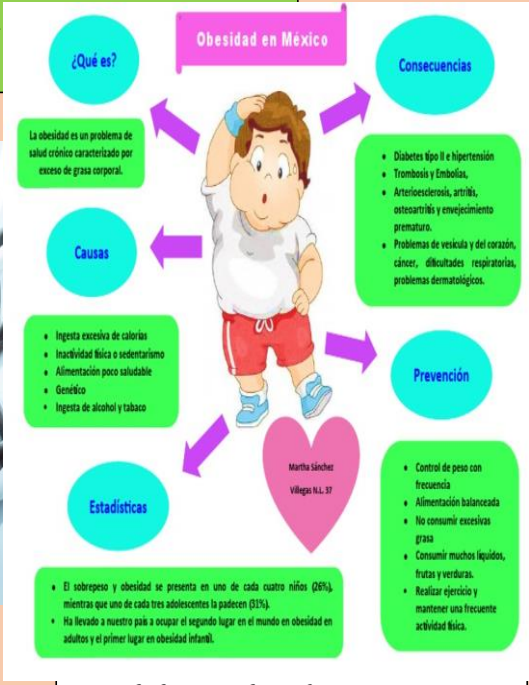 Obesidad en México
¿Qué es?
La obesidad es un problema de
salud crónico caracterizado por
exceso de grasa corporal.
Causas
• Ingesta excesiva de calorías
• Inactividad física o sedentarismo
• Alimentación poco saludable
• Genético
• Ingesta de alcohol y tabaco
Estadísticas
• El sobrepeso y obesidad se presenta en uno de cada cuatro niños (26%),
mientras que uno de cada tres adolescentes la padecen (31%).
• Ha llevado a nuestro país a ocupar el segundo lugar en el mundo en obesidad en
adultos y el primer lugar en obesidad infantil.
Consecuencias
• Diabetes tipo II e hipertensión
• Trombosis y Embolias,
• Arterioesclerosis, artritis,
osteoartritis y envejecimiento
prematuro.
• Problemas de vesícula y del corazón,
cáncer, dificultades respiratorias,
problemas dermatológicos.
Prevención
• Control de peso con
frecuencia
• Alimentación balanceada
• No consumir excesivas
grasa
• Consumir muchos líquidos,
frutas y verduras.
• Realizar ejercicio y
mantener una frecuente
actividad física.
Martha Sánchez
Villegas N.L. 37